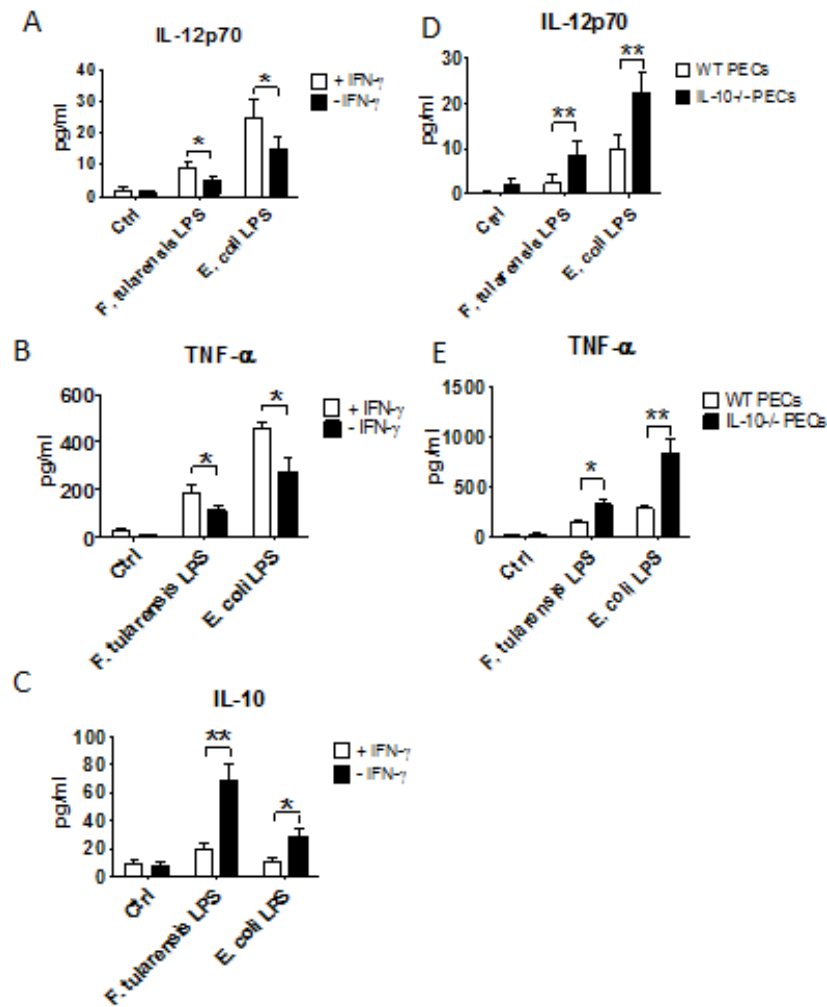 A
IL-12p70
pg/ml
40
30
20
10
0
*
*
+ IFN-γ
- IFN-γ
Ctrl
F. tularensis LPS
E. coli LPS
D
IL-12p70
pg/ml
30
20
10
0
**
**
WT PECs
IL-10-/- PECs
Ctrl
F. tularensis LPS
E. coli LPS
B
TNF-α
pg/ml
600
400
200
0
*
*
+ IFN-γ
- IFN-γ
Ctrl
F. tularensis LPS
E. coli LPS
E
TNF-α
pg/ml
1500
1000
500
0
*
**
WT PECs
IL-10-/- PECs
Ctrl
F. tularensis LPS
E. coli LPS
C
IL-10
pg/ml
100
80
60
40
20
0
**
*
+ IFN-γ
- IFN-γ
Ctrl
F. tularensis LPS
E. coli LPS